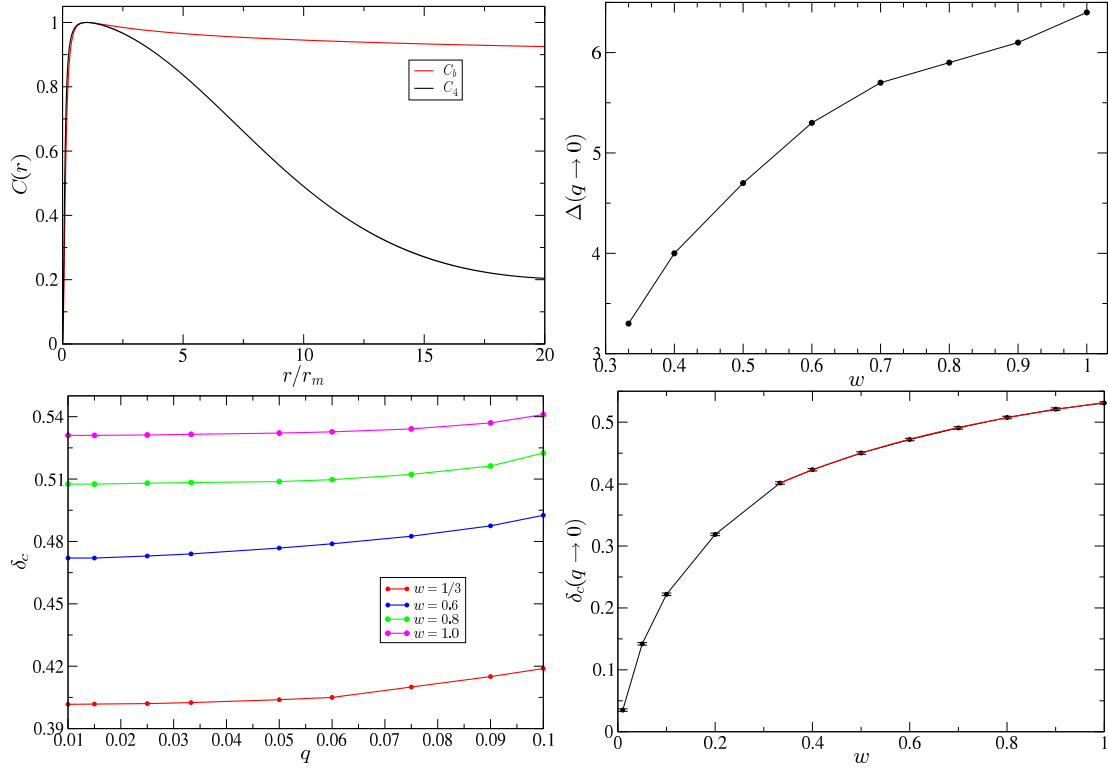 1
0.8
0.6
0.4
0.2
0
C(r)
C_b
C_4
0 5 10 15 20
r/r_m
6
5
4
3
Δ(q → 0)
0.3 0.4 0.5 0.6 0.7 0.8 0.9 1
w
0.54
0.51
0.48
0.45
0.42
0.39
δ_c
w = 1/3
w = 0.6
w = 0.8
w = 1.0
0.01 0.02 0.03 0.04 0.05 0.06 0.07 0.08 0.09 0.1
q
0.5
0.4
0.3
0.2
0.1
0
δ_c(q → 0)
0 0.2 0.4 0.6 0.8 1
w